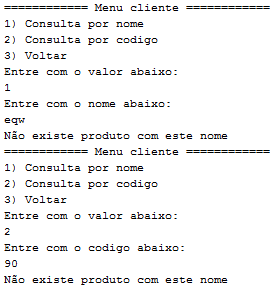 ============ Menu cliente ============
1) Consulta por nome
2) Consulta por codigo
3) Voltar
Entre com o valor abaixo:
1
Entre com o nome abaixo:
eqw
Não existe produto com este nome
============ Menu cliente ============
1) Consulta por nome
2) Consulta por codigo
3) Voltar
Entre com o valor abaixo:
2
Entre com o codigo abaixo:
90
Não existe produto com este nome